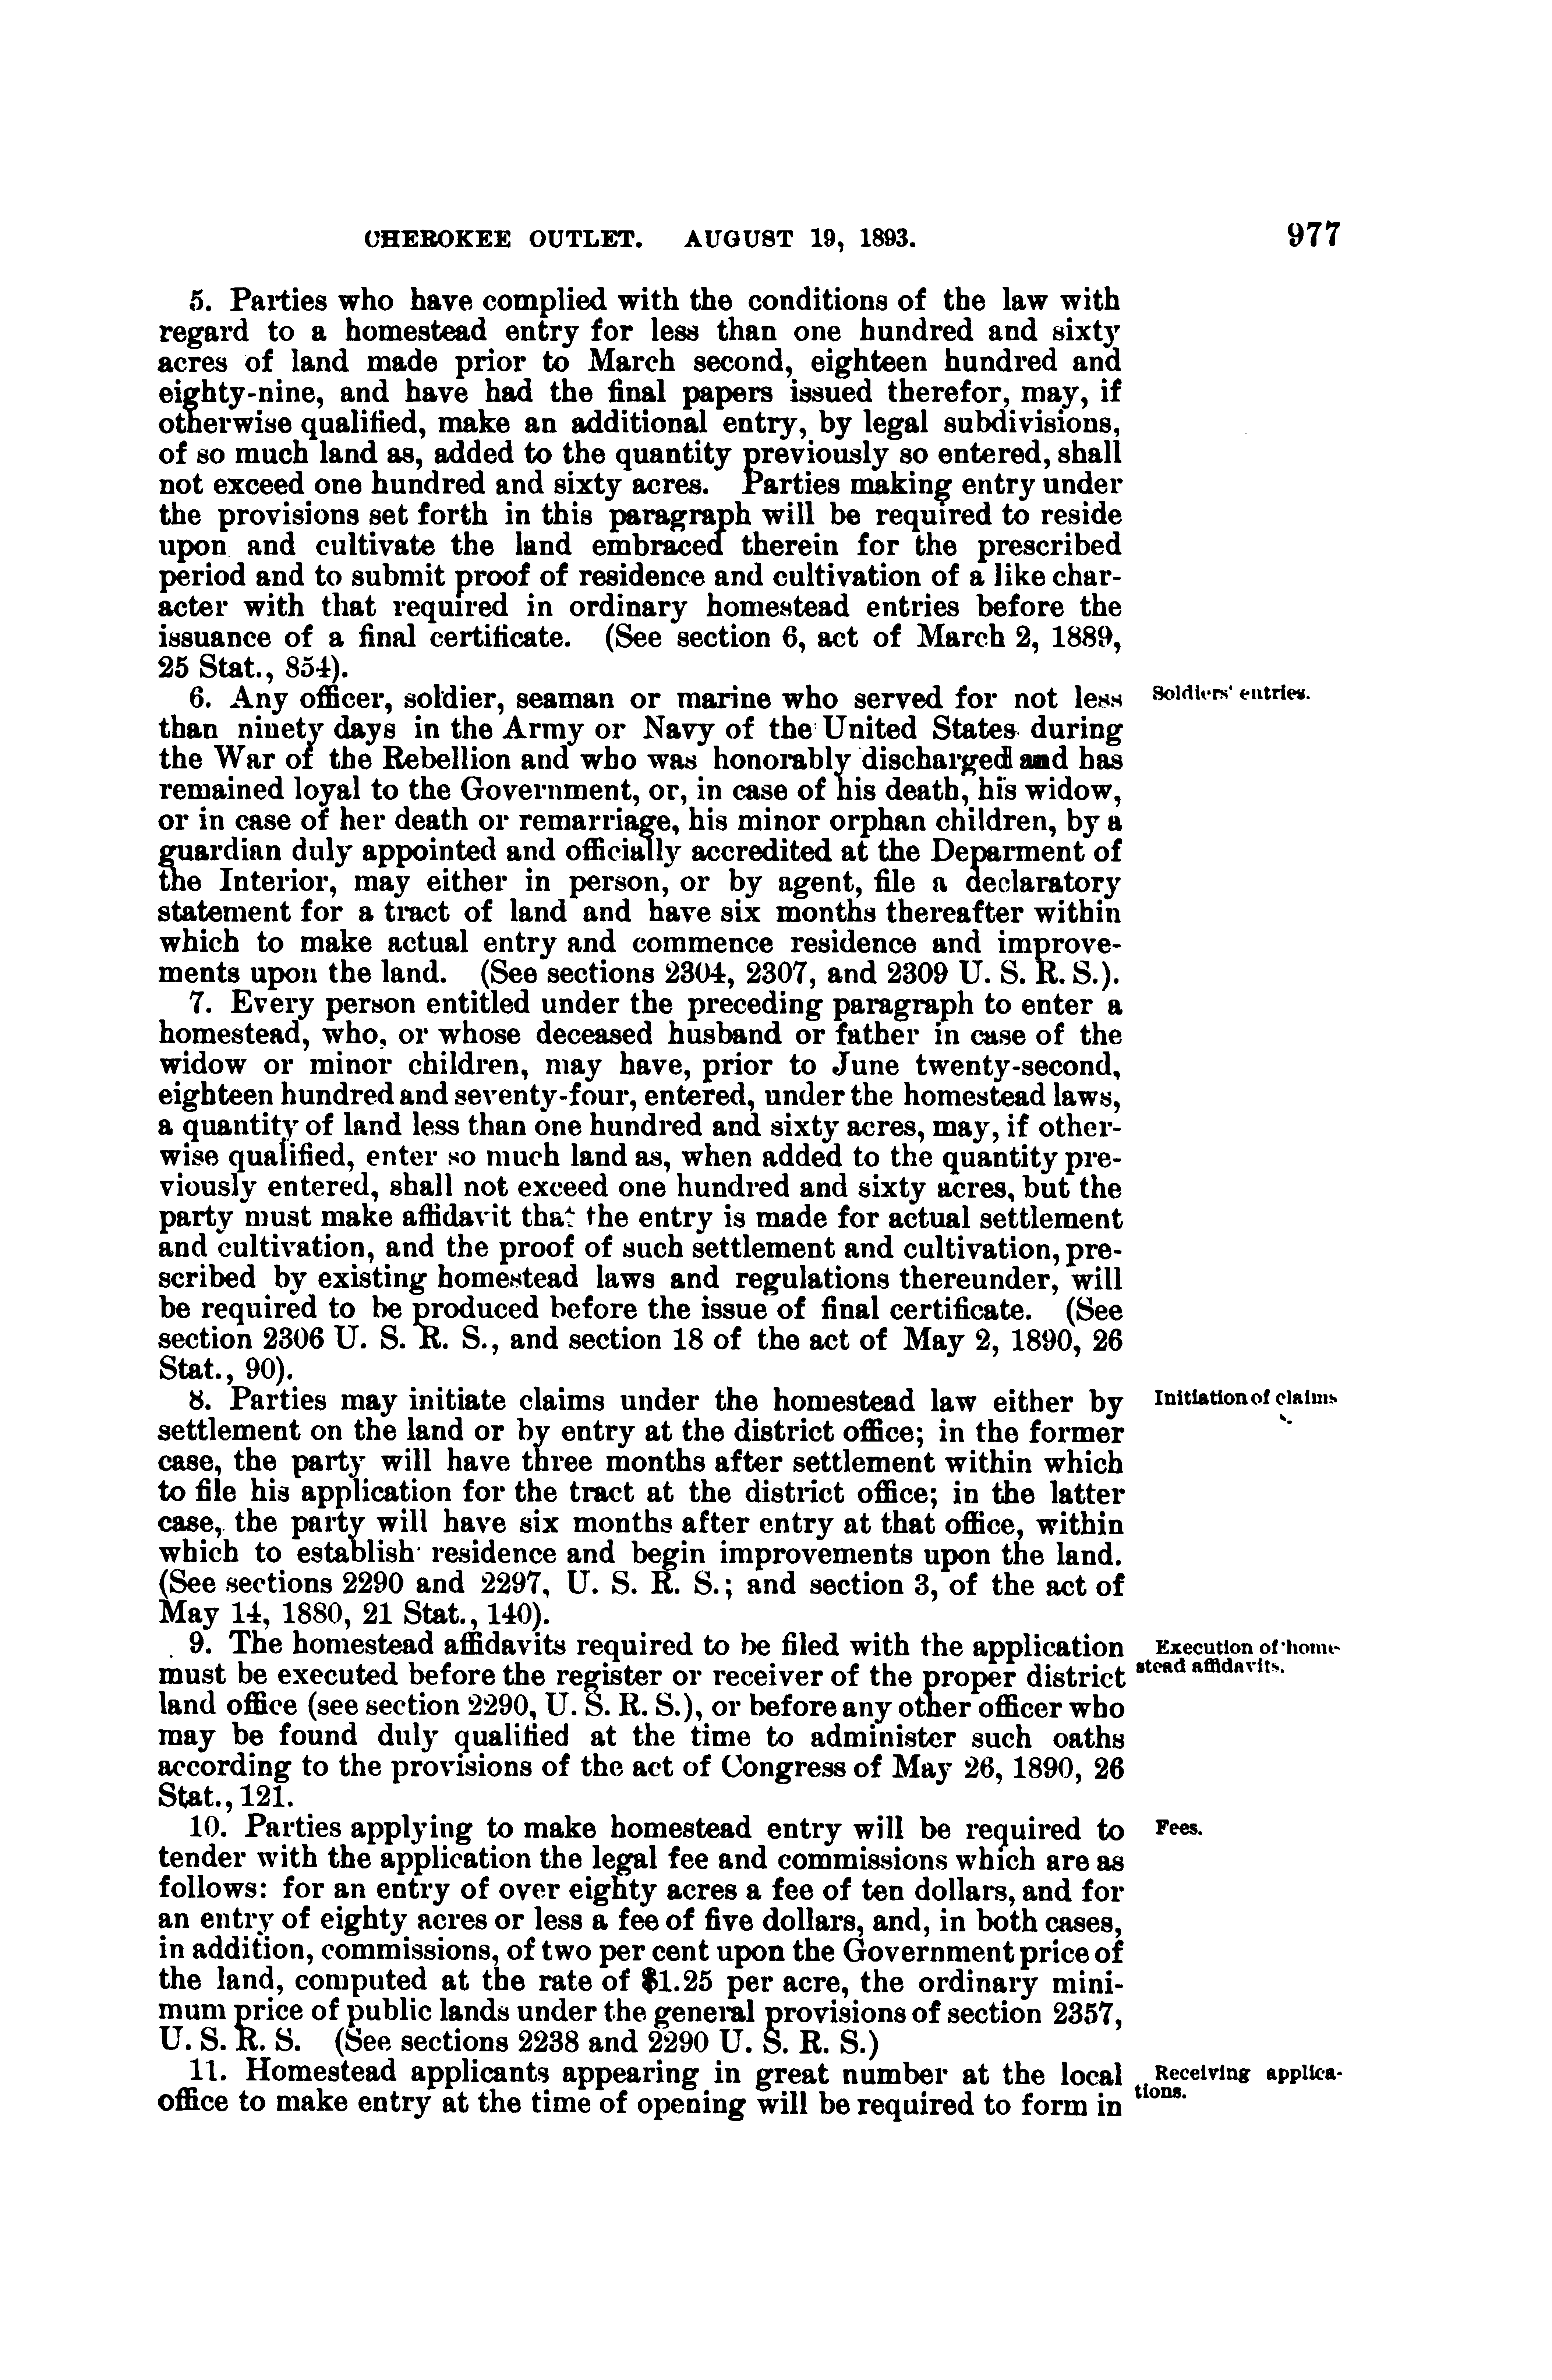 CHEROKEE OUTLET. AUGUST 19, 1893. 977
5. Parties who have complied with the conditions of the law with
regard to a homestead entry for less than one hundred and sixty
acres of land made prior to March second, eighteen hundred and
eighty-nine, and have had the final papers issued therefor, may, if
otherwise qualified, make an additional entry, by legal subdivisions,
of so much land as, added to the quantity previously so entered, shall
not exceed one hundred and sixty acres. Parties making entry under
the provisions set forth in this paragraph will be required to reside
upon and cultivate the land embraced therein for the prescribed
period and to submit proof of residence and cultivation of a like char-
acter with that required in ordinary homestead entries before the
issuance of a final certificate. (See section 6, act of March 2, 1889,
25 Stat., 854).
6. Any officer, soldier, seaman or marine who served for not less
Soldiers' entries.
than ninety days in the Army or Navy of the United States during
the War of the Rebellion and who was honorably discharged and has
remained loyal to the Government, or, in case of his death, his widow,
or in case of her death or remarriage, his minor orphan children, by a
guardian duly appointed and officially accredited at the Deparment of
the Interior, may either in person, or by agent, file a declaratory
statement for a tract of land and have six months thereafter within
which to make actual entry and commence residence and improve-
ments upon the land. (See sections 2304, 2307, and 2309 U. S. R. S.).
7. Every person entitled under the preceding paragraph to enter a
homestead, who, or whose deceased husband or father in case of the
widow or minor children, may have, prior to June twenty-second,
eighteen hundred and seventy-four, entered, under the homestead laws,
a quantity of land less than one hundred and sixty acres, may, if other-
wise qualified, enter so much land as, when added to the quantity pre-
viously entered, shall not exceed one hundred and sixty acres, but the
party must make affidavit that the entry is made for actual settlement
and cultivation, and the proof of such settlement and cultivation, pre-
scribed by existing homestead laws and regulations thereunder, will
be required to be produced before the issue of final certificate. (See
section 2306 U. S. R. S., and section 18 of the act of May 2, 1890, 26
Stat., 90).
8. Parties may initiate claims under the homestead law either by
Initiation of claims
settlement on the land or by entry at the district office; in the former
case, the party will have three months after settlement within which
to file his application for the tract at the district office; in the latter
case, the party will have six months after entry at that office, within
which to establish residence and begin improvements upon the land.
(See sections 2290 and 2297, U. S. R. S.; and section 3, of the act of
May 14, 1880, 21 Stat., 140).
9. The homestead affidavits required to be filed with the application
Execution of home-
must be executed before the register or receiver of the proper district
stead affidavits.
land office (see section 2290, U. S. R. S.), or before any other officer who
may be found duly qualified at the time to administer such oaths
according to the provisions of the act of Congress of May 26, 1890, 26
Stat., 121.
10. Parties applying to make homestead entry will be required to
Fees.
tender with the application the legal fee and commissions which are as
follows: for an entry of over eighty acres a fee of ten dollars, and for
an entry of eighty acres or less a fee of five dollars, and, in both cases,
in addition, commissions, of two per cent upon the Government price of
the land, computed at the rate of $1.25 per acre, the ordinary mini-
mum price of public lands under the general provisions of section 2357,
U. S. R. S. (See sections 2238 and 2290 U. S. R. S.)
11. Homestead applicants appearing in great number at the local
Receiving applica-
office to make entry at the time of opening will be required to form in
tions.